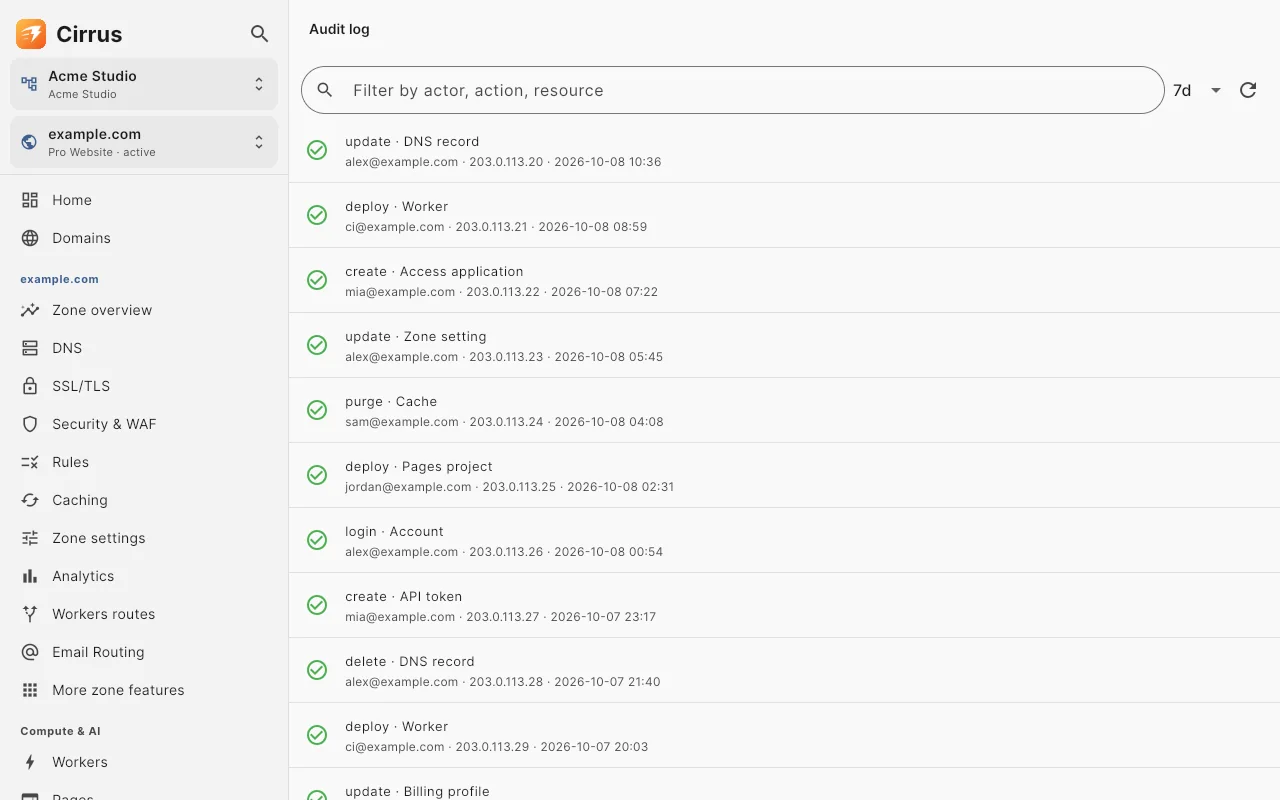 Cirrus
Acme Studio
Acme Studio
example.com
Pro Website · active
Home
Domains
example.com
Zone overview
DNS
SSL/TLS
Security & WAF
Rules
Caching
Zone settings
Analytics
Workers routes
Email Routing
More zone features
Compute & AI
Workers
Pages
Audit log
Filter by actor, action, resource
7d
update · DNS record
alex@example.com · 203.0.113.20 · 2026-10-08 10:36
deploy · Worker
ci@example.com · 203.0.113.21 · 2026-10-08 08:59
create · Access application
mia@example.com · 203.0.113.22 · 2026-10-08 07:22
update · Zone setting
alex@example.com · 203.0.113.23 · 2026-10-08 05:45
purge · Cache
sam@example.com · 203.0.113.24 · 2026-10-08 04:08
deploy · Pages project
jordan@example.com · 203.0.113.25 · 2026-10-08 02:31
login · Account
alex@example.com · 203.0.113.26 · 2026-10-08 00:54
create · API token
mia@example.com · 203.0.113.27 · 2026-10-07 23:17
delete · DNS record
alex@example.com · 203.0.113.28 · 2026-10-07 21:40
deploy · Worker
ci@example.com · 203.0.113.29 · 2026-10-07 20:03
update · Billing profile